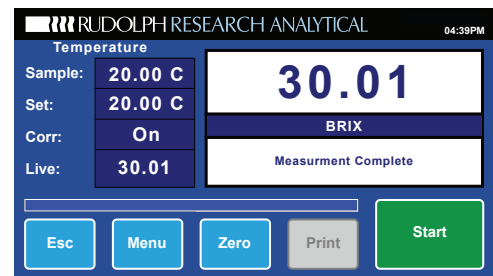 RUDOLPH RESEARCH ANALYTICAL 04:39PM
Temperature
Sample: 20.00 C
Set: 20.00 C
Corr: On
Live: 30.01
30.01
BRIX
Measurment Complete
Esc Menu Zero Print Start